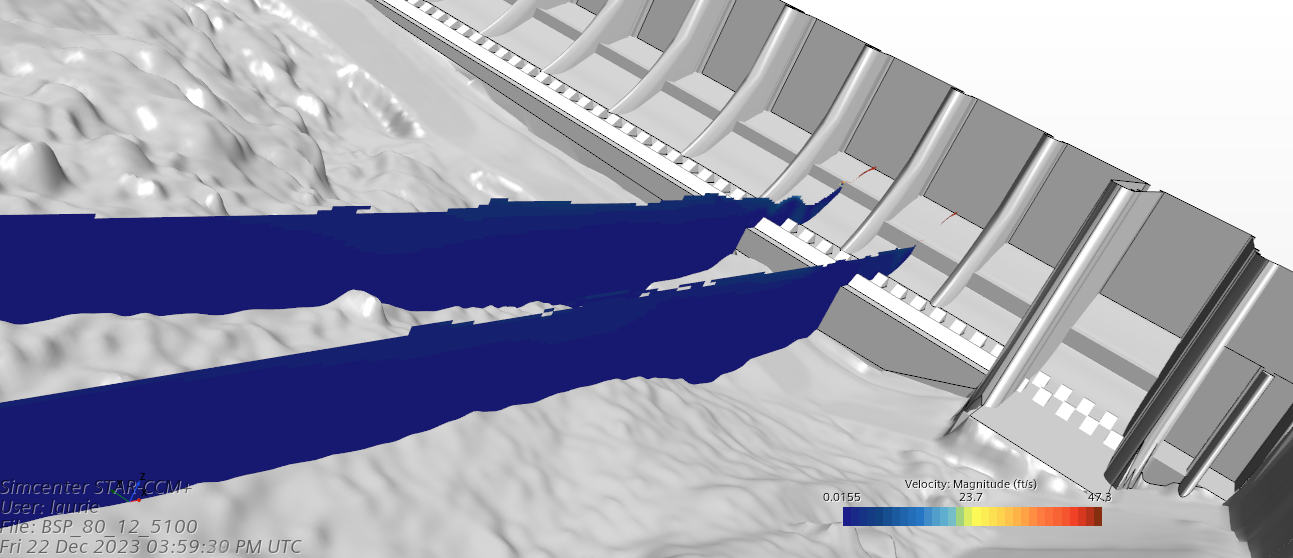 Z
Simcenter STAR-CCM+
User: laurie
File: BSP_80_12_5100
Fri 22 Dec 2023 03:59:30 PM UTC
Velocity: Magnitude (ft/s)
0.0155 23.7 47.3